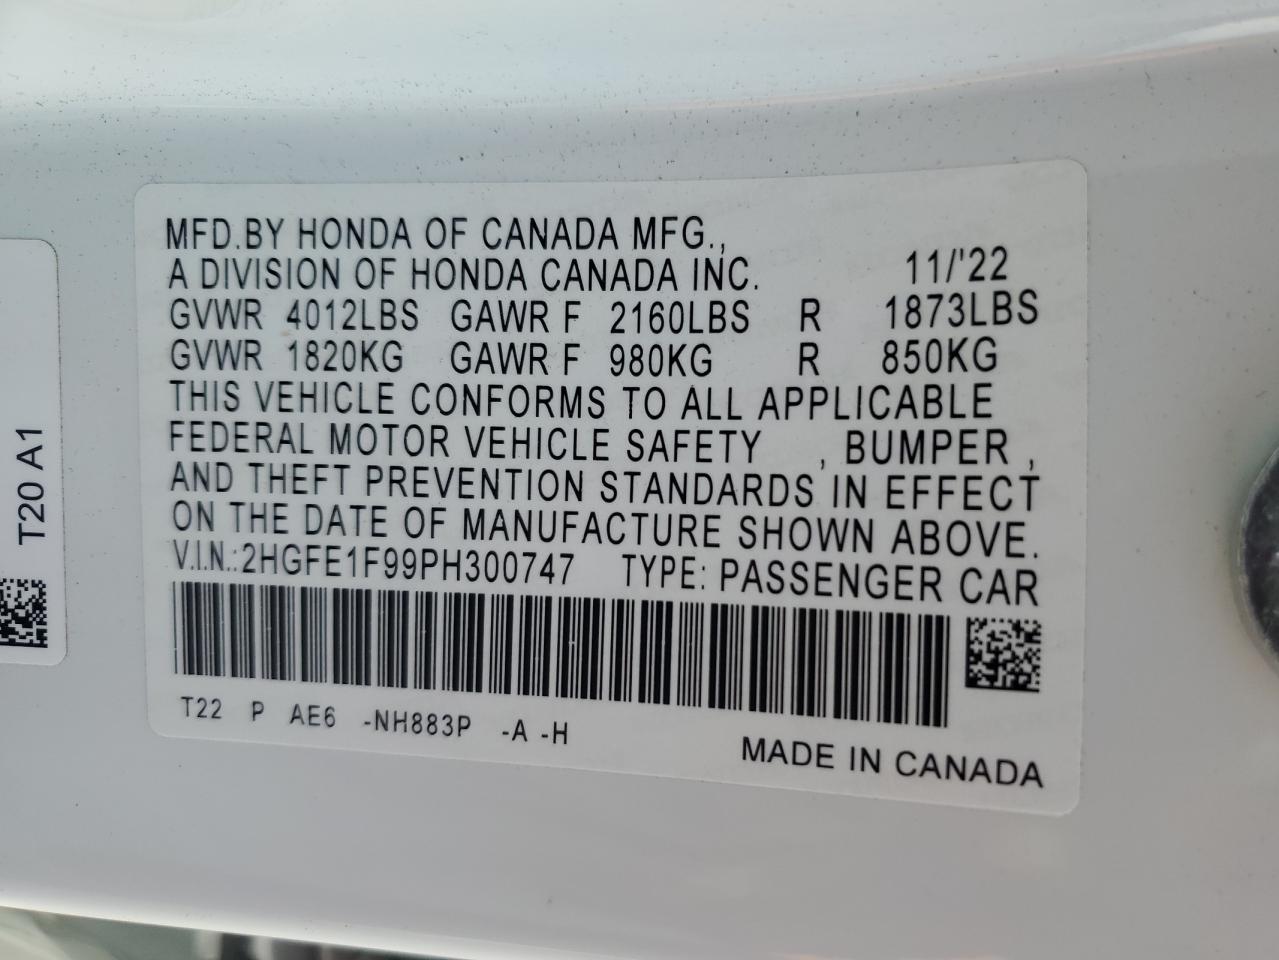 MFD.BY HONDA OF CANADA MFG.,
A DIVISION OF HONDA CANADA INC. 11/'22
GVWR 4012LBS GAWR F 2160LBS R 1873LBS
GVWR 1820KG GAWR F 980KG R 850KG
THIS VEHICLE CONFORMS TO ALL APPLICABLE
FEDERAL MOTOR VEHICLE SAFETY , BUMPER ,
AND THEFT PREVENTION STANDARDS IN EFFECT
ON THE DATE OF MANUFACTURE SHOWN ABOVE.
V.I.N.:2HGFE1F99PH300747 TYPE: PASSENGER CAR
T22 P AE6 -NH883P -A -H
MADE IN CANADA
T20 A1